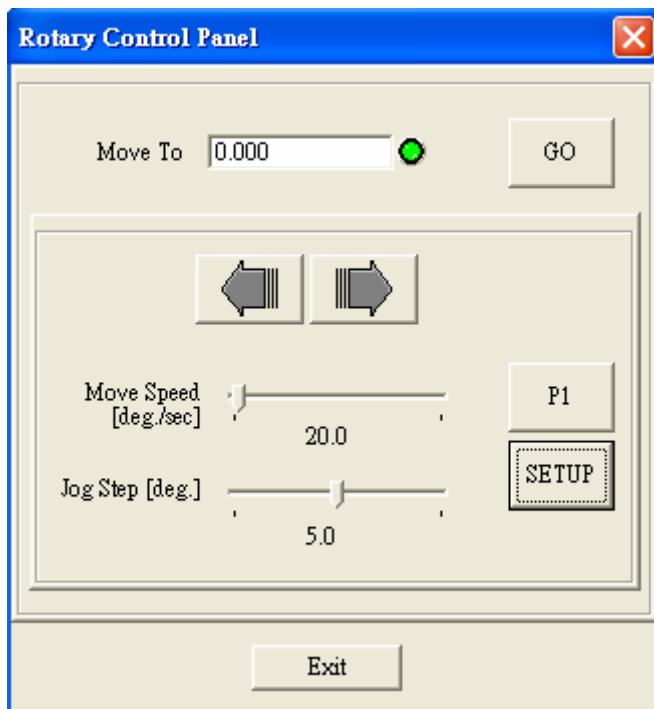 Rotary Control Panel
Move To 0.000 GO
Move Speed
[deg./sec]
20.0
P1
Jog Step [deg.]
5.0
SETUP
Exit